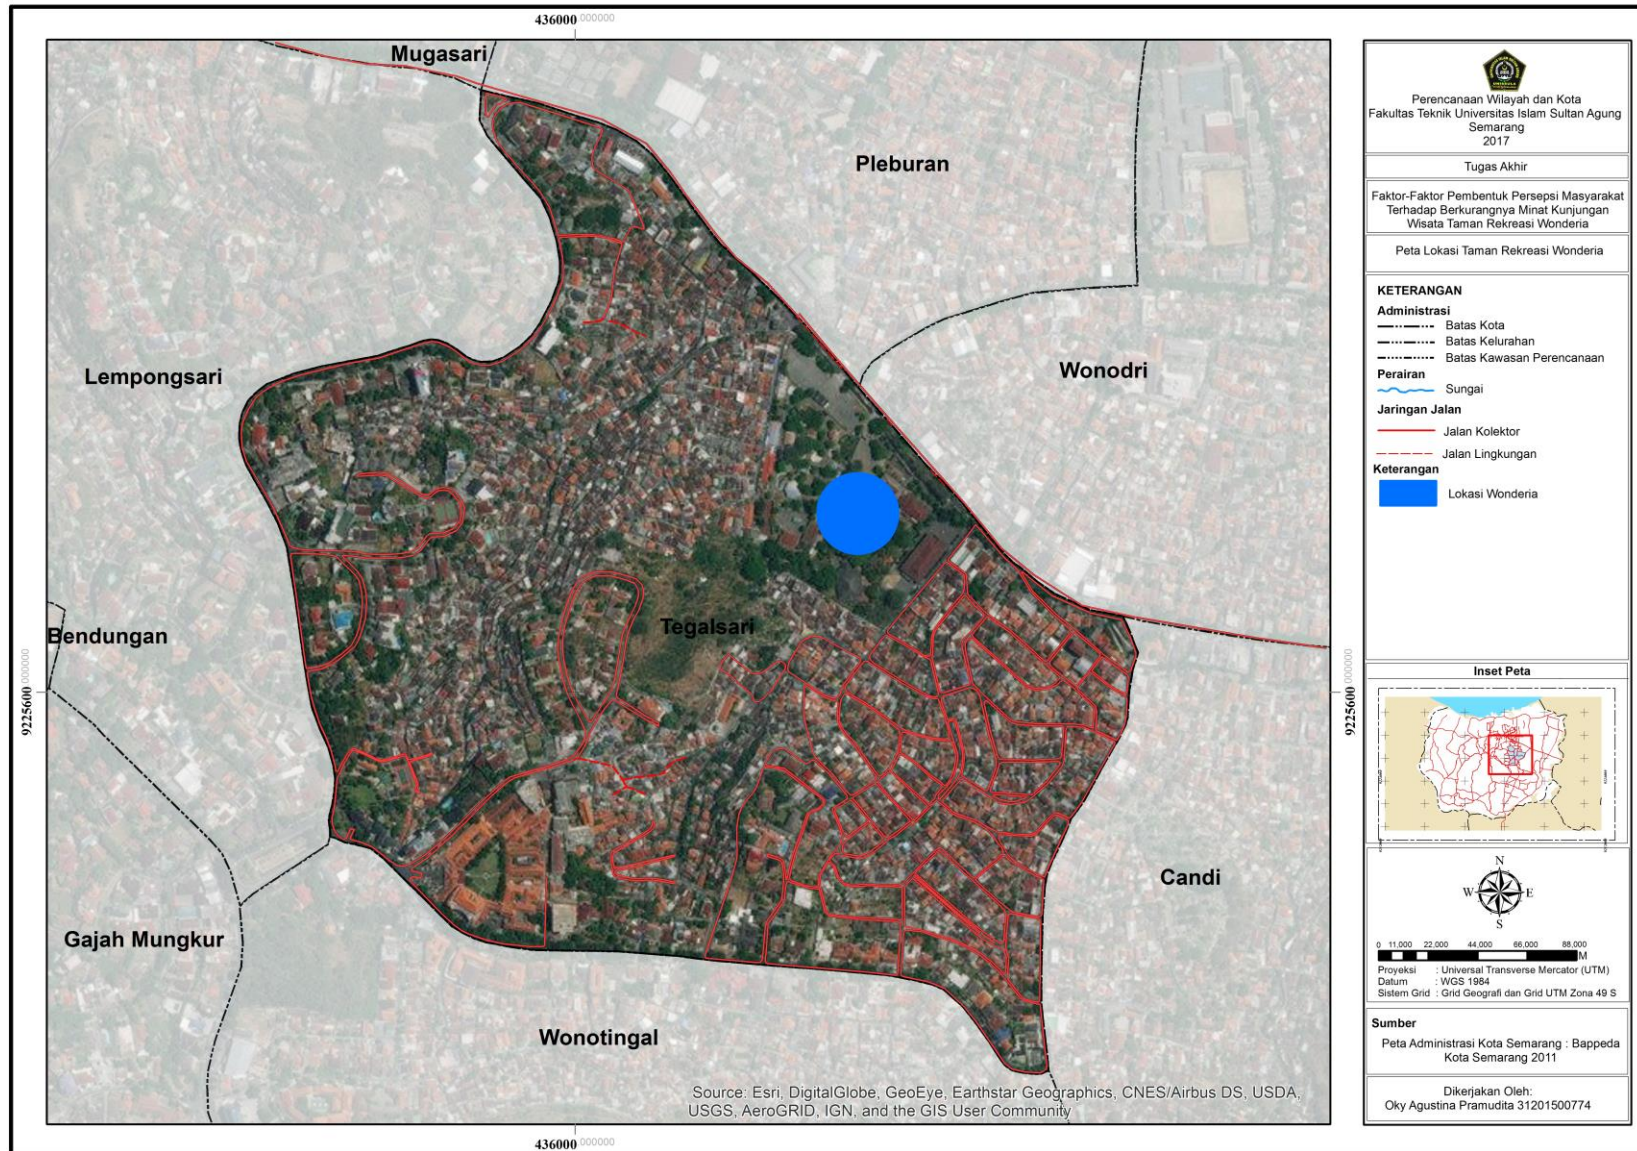 436000.000000
Mugasari
Pleburan
Lempongsari
Wonodri
Tegalsari
Bendungan
Candi
Gajah Mungkur
Wonotingal
9225600.000000
9225600.000000
Source: Esri, DigitalGlobe, GeoEye, Earthstar Geographics, CNES/Airbus DS, USDA,
USGS, AeroGRID, IGN, and the GIS User Community
436000.000000
Perencanaan Wilayah dan Kota
Fakultas Teknik Universitas Islam Sultan Agung
Semarang
2017
Tugas Akhir
Faktor-Faktor Pembentuk Persepsi Masyarakat
Terhadap Berkurangnya Minat Kunjungan
Wisata Taman Rekreasi Wonderia
Peta Lokasi Taman Rekreasi Wonderia
KETERANGAN
Administrasi
Batas Kota
Batas Kelurahan
Batas Kawasan Perencanaan
Perairan
Sungai
Jaringan Jalan
Jalan Kolektor
Jalan Lingkungan
Keterangan
Lokasi Wonderia
Inset Peta
N
W E
S
0 11,000 22,000 44,000 66,000 88,000
M
Proyeksi : Universal Transverse Mercator (UTM)
Datum : WGS 1984
Sistem Grid : Grid Geografi dan Grid UTM Zona 49 S
Sumber
Peta Administrasi Kota Semarang : Bappeda
Kota Semarang 2011
Dikerjakan Oleh:
Oky Agustina Pramudita 31201500774